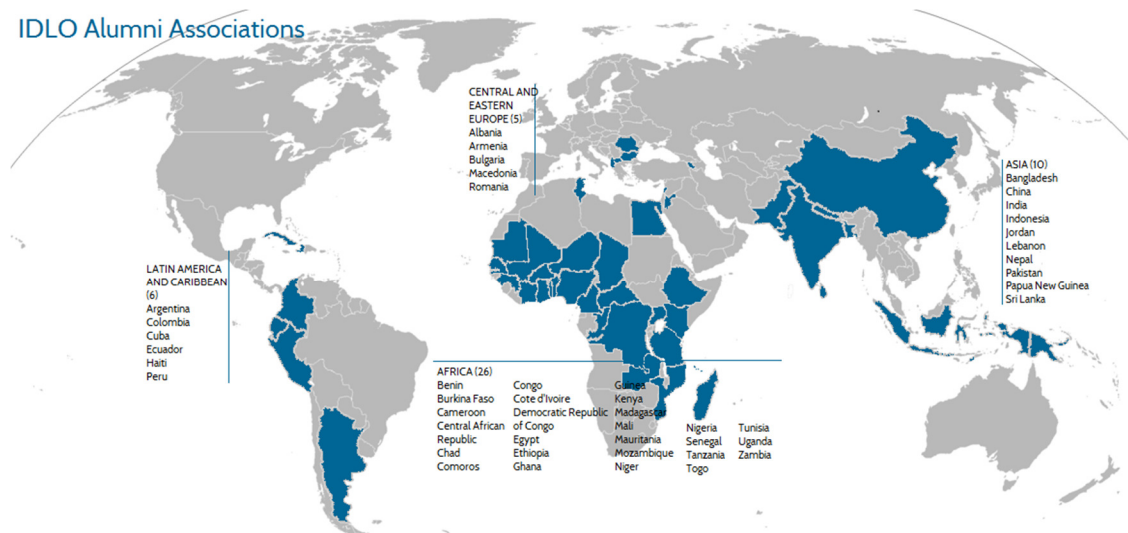 IDLO Alumni Associations
CENTRAL AND
EASTERN
EUROPE (5)
Albania
Armenia
Bulgaria
Macedonia
Romania
ASIA (10)
Bangladesh
China
India
Indonesia
Jordan
Lebanon
Nepal
Pakistan
Papua New Guinea
Sri Lanka
LATIN AMERICA
AND CARIBBEAN
(6)
Argentina
Colombia
Cuba
Ecuador
Haiti
Peru
AFRICA (26)
Benin
Burkina Faso
Cameroon
Central African
Republic
Chad
Comoros
Congo
Cote d'Ivoire
Democratic Republic
of Congo
Egypt
Ethiopia
Ghana
Guinea
Kenya
Madagascar
Mali
Mauritania
Mozambique
Niger
Nigeria
Senegal
Tanzania
Togo
Tunisia
Uganda
Zambia